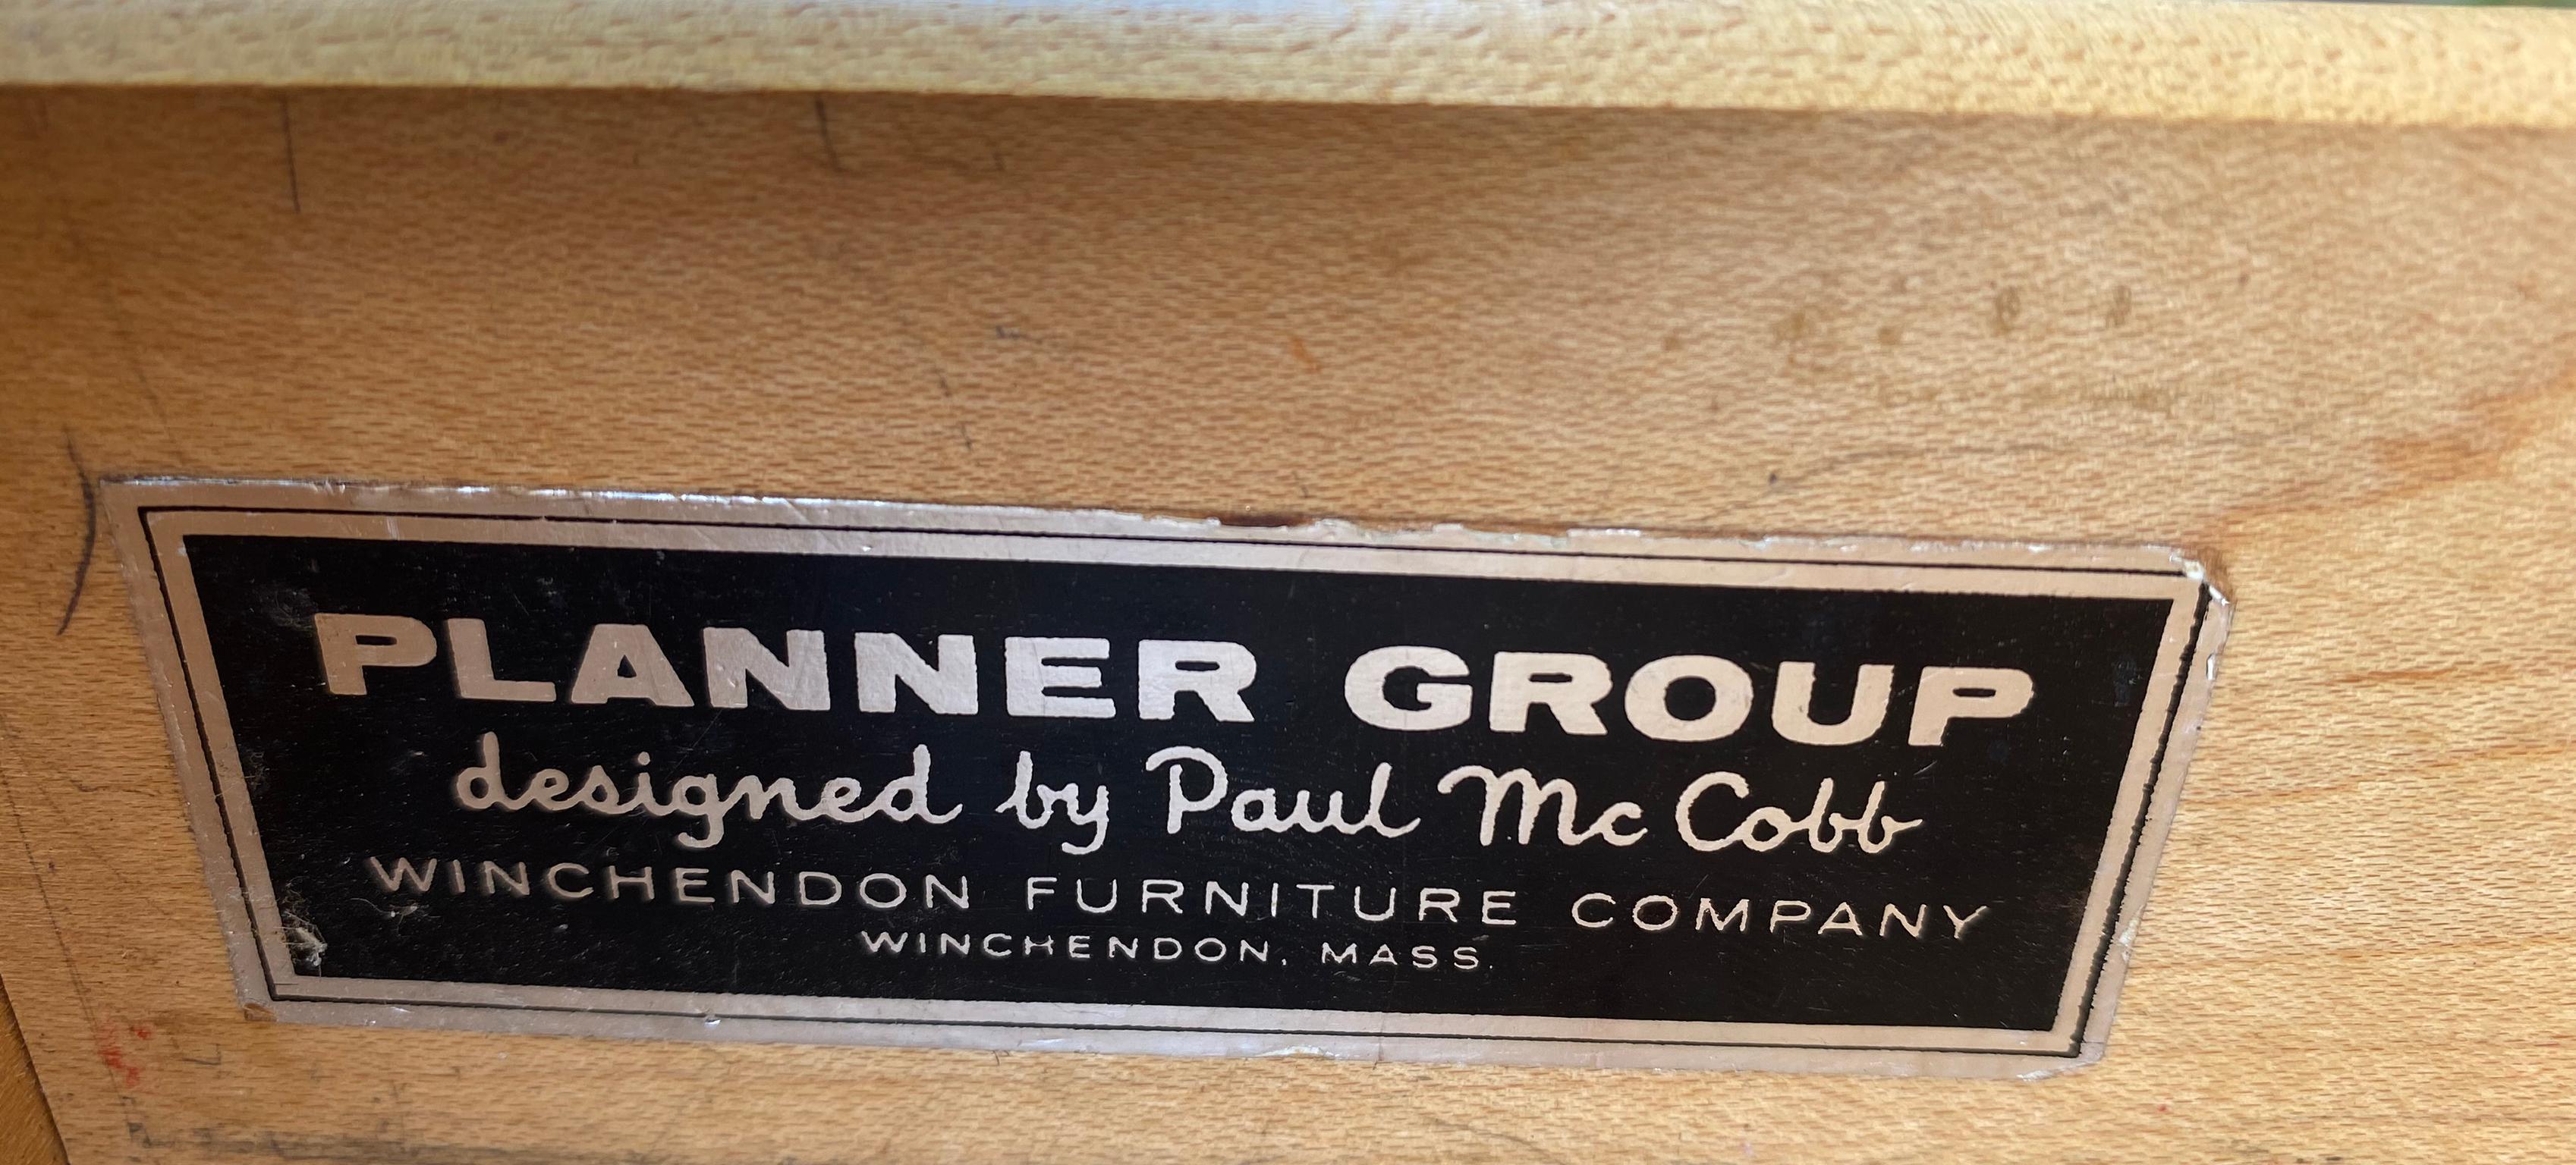 PLANNER GROUP
designed by Paul McCobb
WINCHENDON FURNITURE COMPANY
WINCHENDON, MASS.